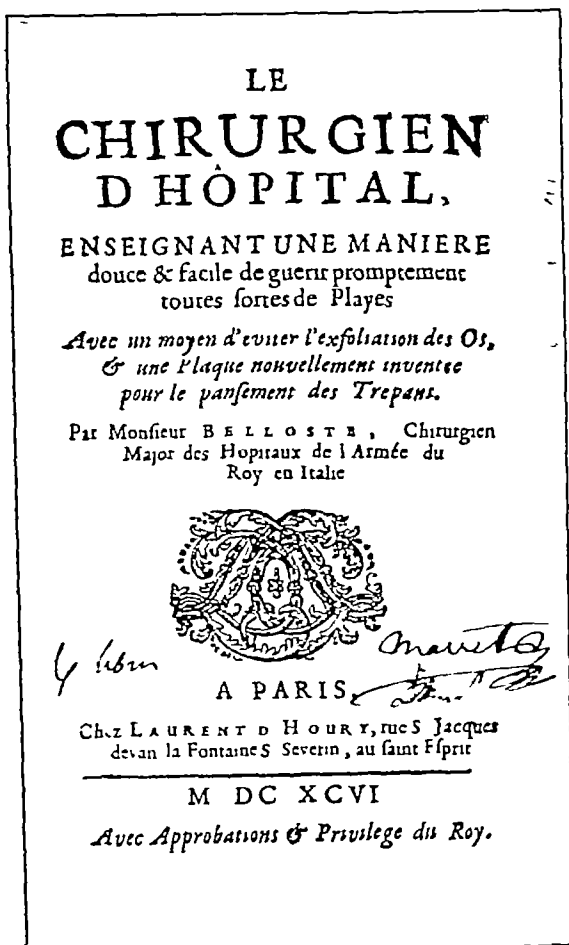 LE
CHIRURGIEN
D HÔPITAL,
ENSEIGNANT UNE MANIERE
douce & facile de guerir promptement
toutes sortes de Playes
Avec un moyen d'eviter l'exfoliation des Os,
& une Plaque nouvellement inventee
pour le pansement des Trepans.
Par Monsieur BELLOSTE, Chirurgien
Major des Hopitaux de l Armée du
Roy en Italie
A PARIS,
Chez LAURENT D HOURY, rue S Jacques
devan la Fontaine S Severin, au saint Esprit
M DC XCVI
Avec Approbations & Privilege du Roy.